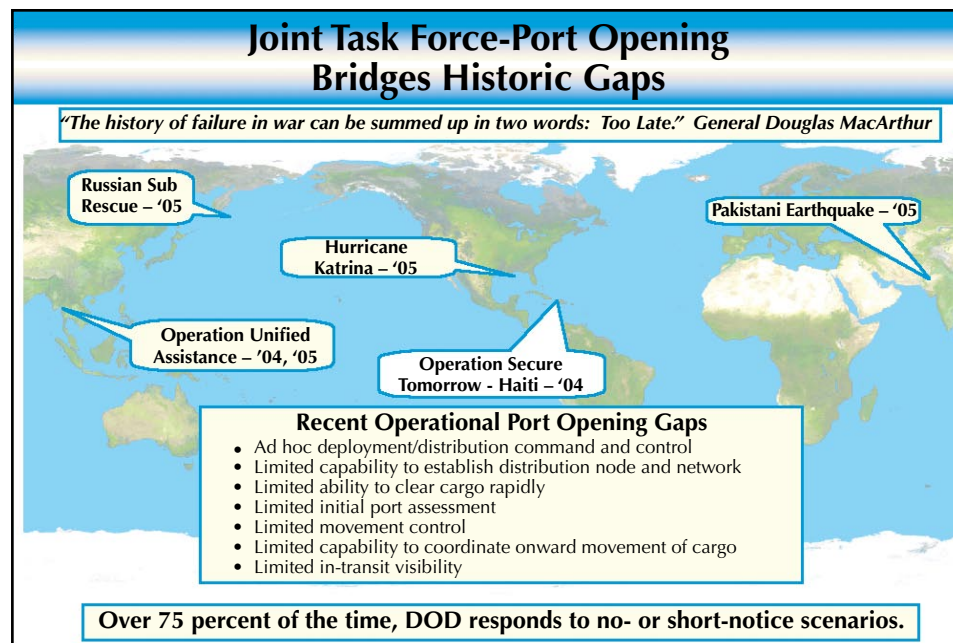 Joint Task Force-Port Opening
Bridges Historic Gaps
“The history of failure in war can be summed up in two words:  Too Late.”  General Douglas MacArthur
Russian Sub
Rescue – ‘05
Pakistani Earthquake – ‘05
Hurricane
Katrina – ‘05
Operation Unified
Assistance – ’04, ‘05
Operation Secure
Tomorrow - Haiti – ‘04
Recent Operational Port Opening Gaps
• Ad hoc deployment/distribution command and control
• Limited capability to establish distribution node and network
• Limited ability to clear cargo rapidly
• Limited initial port assessment
• Limited movement control
• Limited capability to coordinate onward movement of cargo
• Limited in-transit visibility
Over 75 percent of the time, DOD responds to no- or short-notice scenarios.